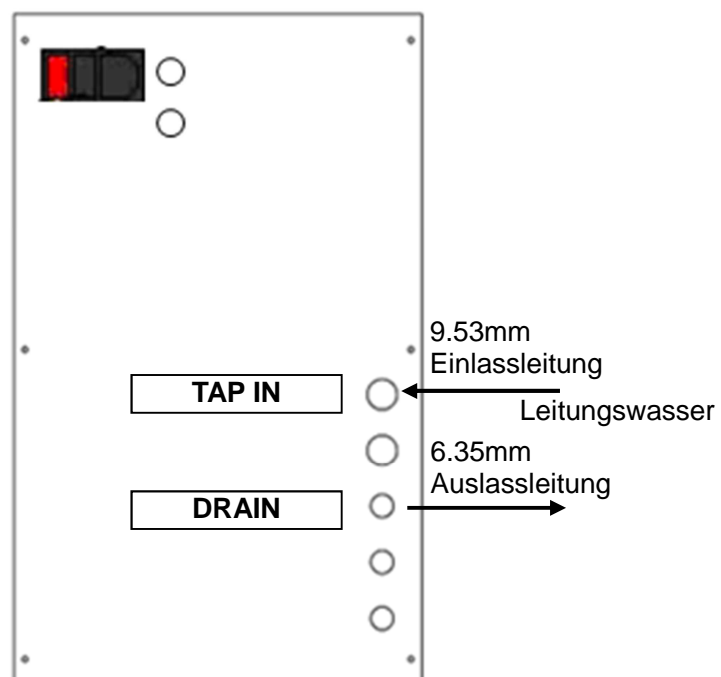 9.53mm
Einlassleitung
TAP IN
Leitungswasser
6.35mm
Auslassleitung
DRAIN